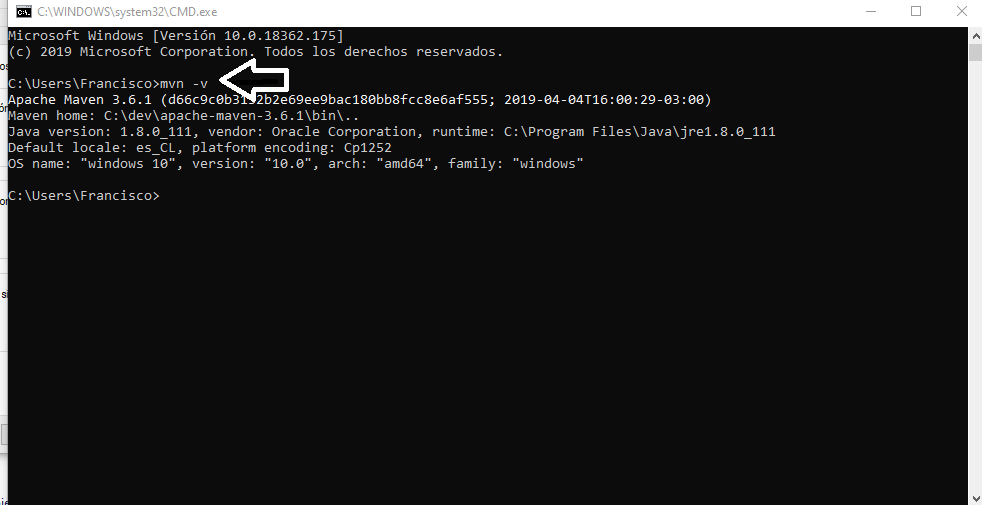 C:\WINDOWS\system32\CMD.exe
Microsoft Windows [Versión 10.0.18362.175]
(c) 2019 Microsoft Corporation. Todos los derechos reservados.
C:\Users\Francisco>mvn -v
Apache Maven 3.6.1 (2019-04-04T16:00:29-03:00)
Maven home: C:\dev\apache-maven-3.6.1\bin\..
Java version: 1.8.0_111, vendor: Oracle Corporation, runtime: C:\Program Files\Java\jre1.8.0_111
Default locale: es_CL, platform encoding: Cp1252
OS name: "windows 10", version: "10.0", arch: "amd64", family: "windows"
C:\Users\Francisco>